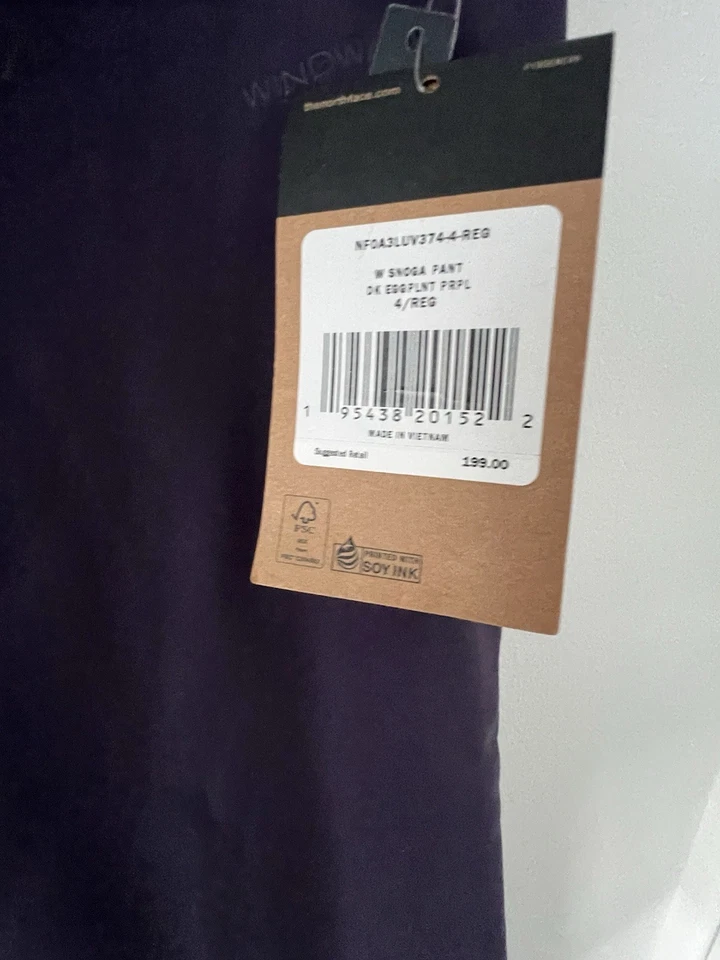 thenorthface.com
NF0A3LUV374-4-REG
W SNOGA PANT
DK EGGPLNT PRPL
4/REG
1 95438 20152 2
MADE IN VIETNAM
Suggested Retail 199.00
FSC
PRINTED WITH
SOY INK